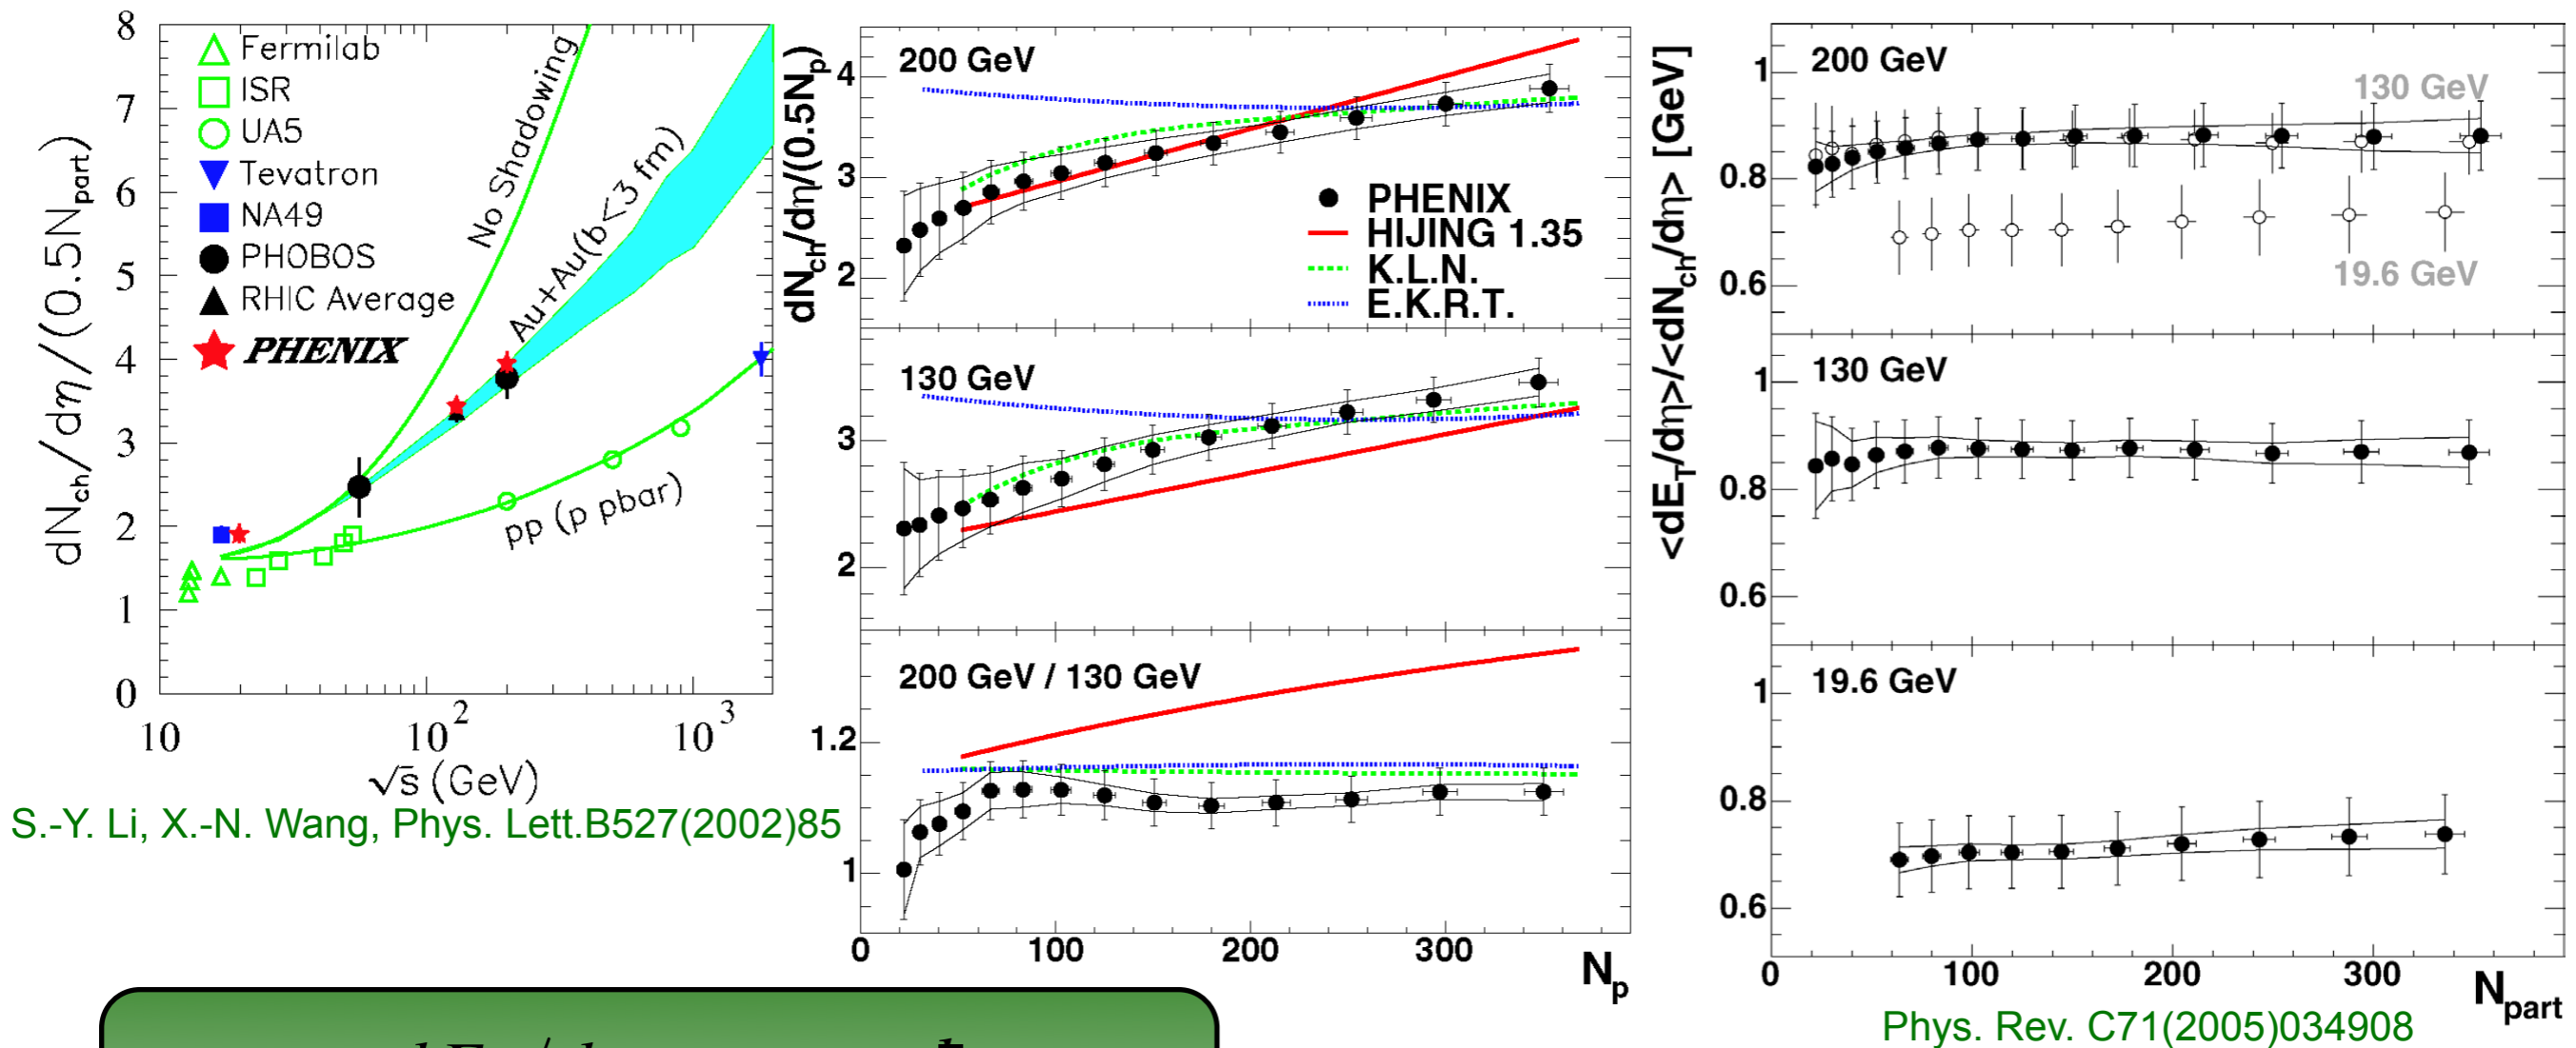 8
7
6
5
4
3
2
1
0
10
10²
10³
dN_ch/dη/(0.5N_part)
√s (GeV)
Fermilab
ISR
UA5
Tevatron
NA49
PHOBOS
RHIC Average
PHENIX
No Shadowing
Au+Au(b<3 fm)
pp (p pbar)
S.-Y. Li, X.-N. Wang, Phys. Lett.B527(2002)85
dN_ch/dη/(0.5N_p)
200 GeV
4
3
2
PHENIX
HIJING 1.35
K.L.N.
E.K.R.T.
130 GeV
3
2
200 GeV / 130 GeV
1.2
1
0
100
200
300
N_p
<dE_T/dη>/<dN_ch/dη> [GeV]
200 GeV
130 GeV
19.6 GeV
1
0.8
0.6
130 GeV
1
0.8
0.6
19.6 GeV
1
0.8
0.6
0
100
200
300
N_part
Phys. Rev. C71(2005)034908